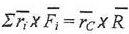 Σr̄ᵢ × F̄ᵢ = r̄_C × R̄